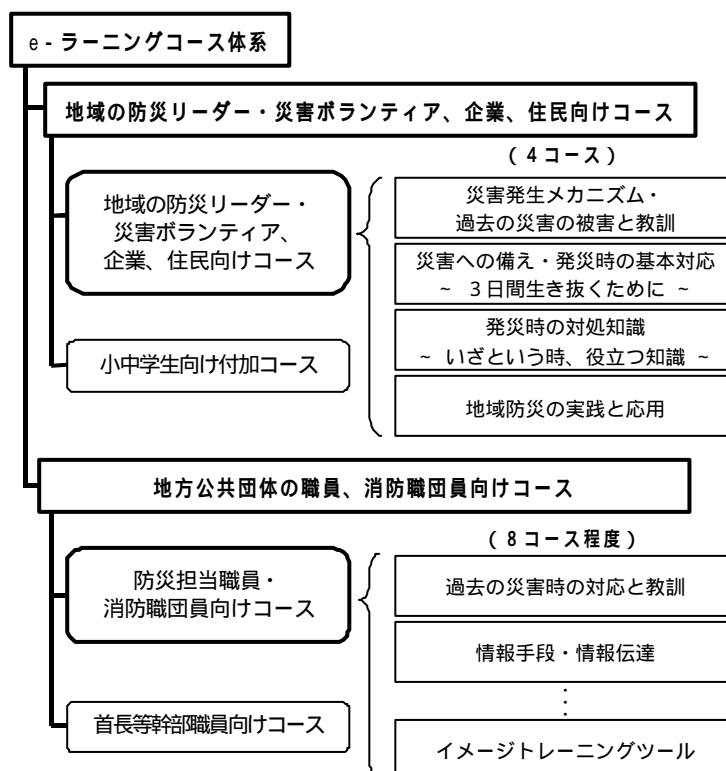 e - ラーニングコース体系
地域の防災リーダー・災害ボランティア、企業、住民向けコース
(4コース)
地域の防災リーダー・
災害ボランティア、
企業、住民向けコース
小中学生向け付加コース
災害発生メカニズム・
過去の災害の被害と教訓
災害への備え・発災時の基本対応
~ 3日間生き抜くために ~
発災時の対処知識
~ いざという時、役立つ知識 ~
地域防災の実践と応用
地方公共団体の職員、消防職団員向けコース
(8コース程度)
防災担当職員・
消防職団員向けコース
首長等幹部職員向けコース
過去の災害時の対応と教訓
情報手段・情報伝達
⋮
イメージトレーニングツール